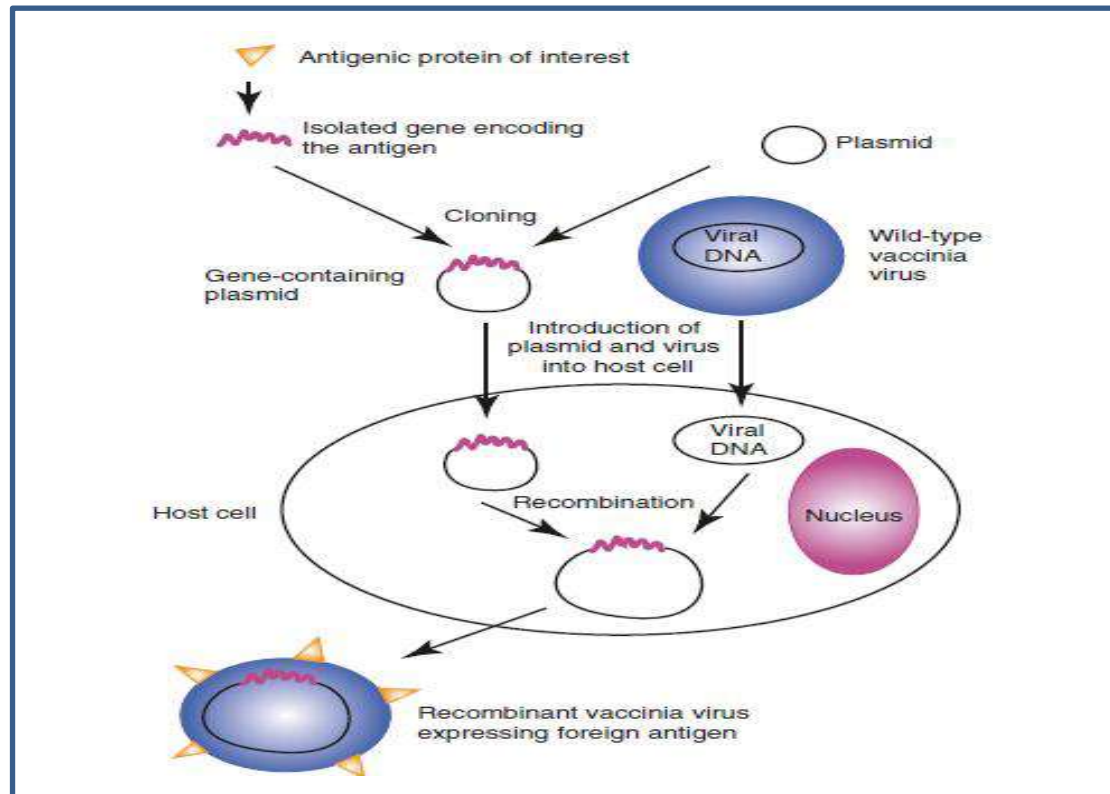 Antigenic protein of interest
Isolated gene encoding
the antigen
Plasmid
Cloning
Viral
DNA
Wild-type
vaccinia
virus
Gene-containing
plasmid
Introduction of
plasmid and virus
into host cell
Viral
DNA
Recombination
Host cell
Nucleus
Recombinant vaccinia virus
expressing foreign antigen